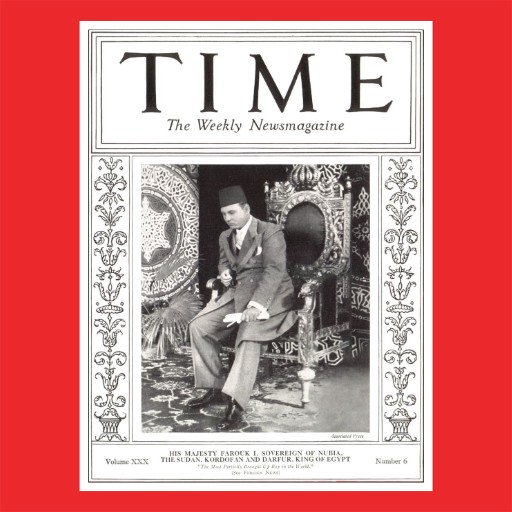 TIME
The Weekly Newsmagazine
Associated Press
HIS MAJESTY FAROUK I, SOVEREIGN OF NUBIA,
THE SUDAN, KORDOFAN AND DARFUR, KING OF EGYPT
"The Most Perfectly Brought Up Boy in the World."
(See FOREIGN NEWS)
Volume XXX
Number 6